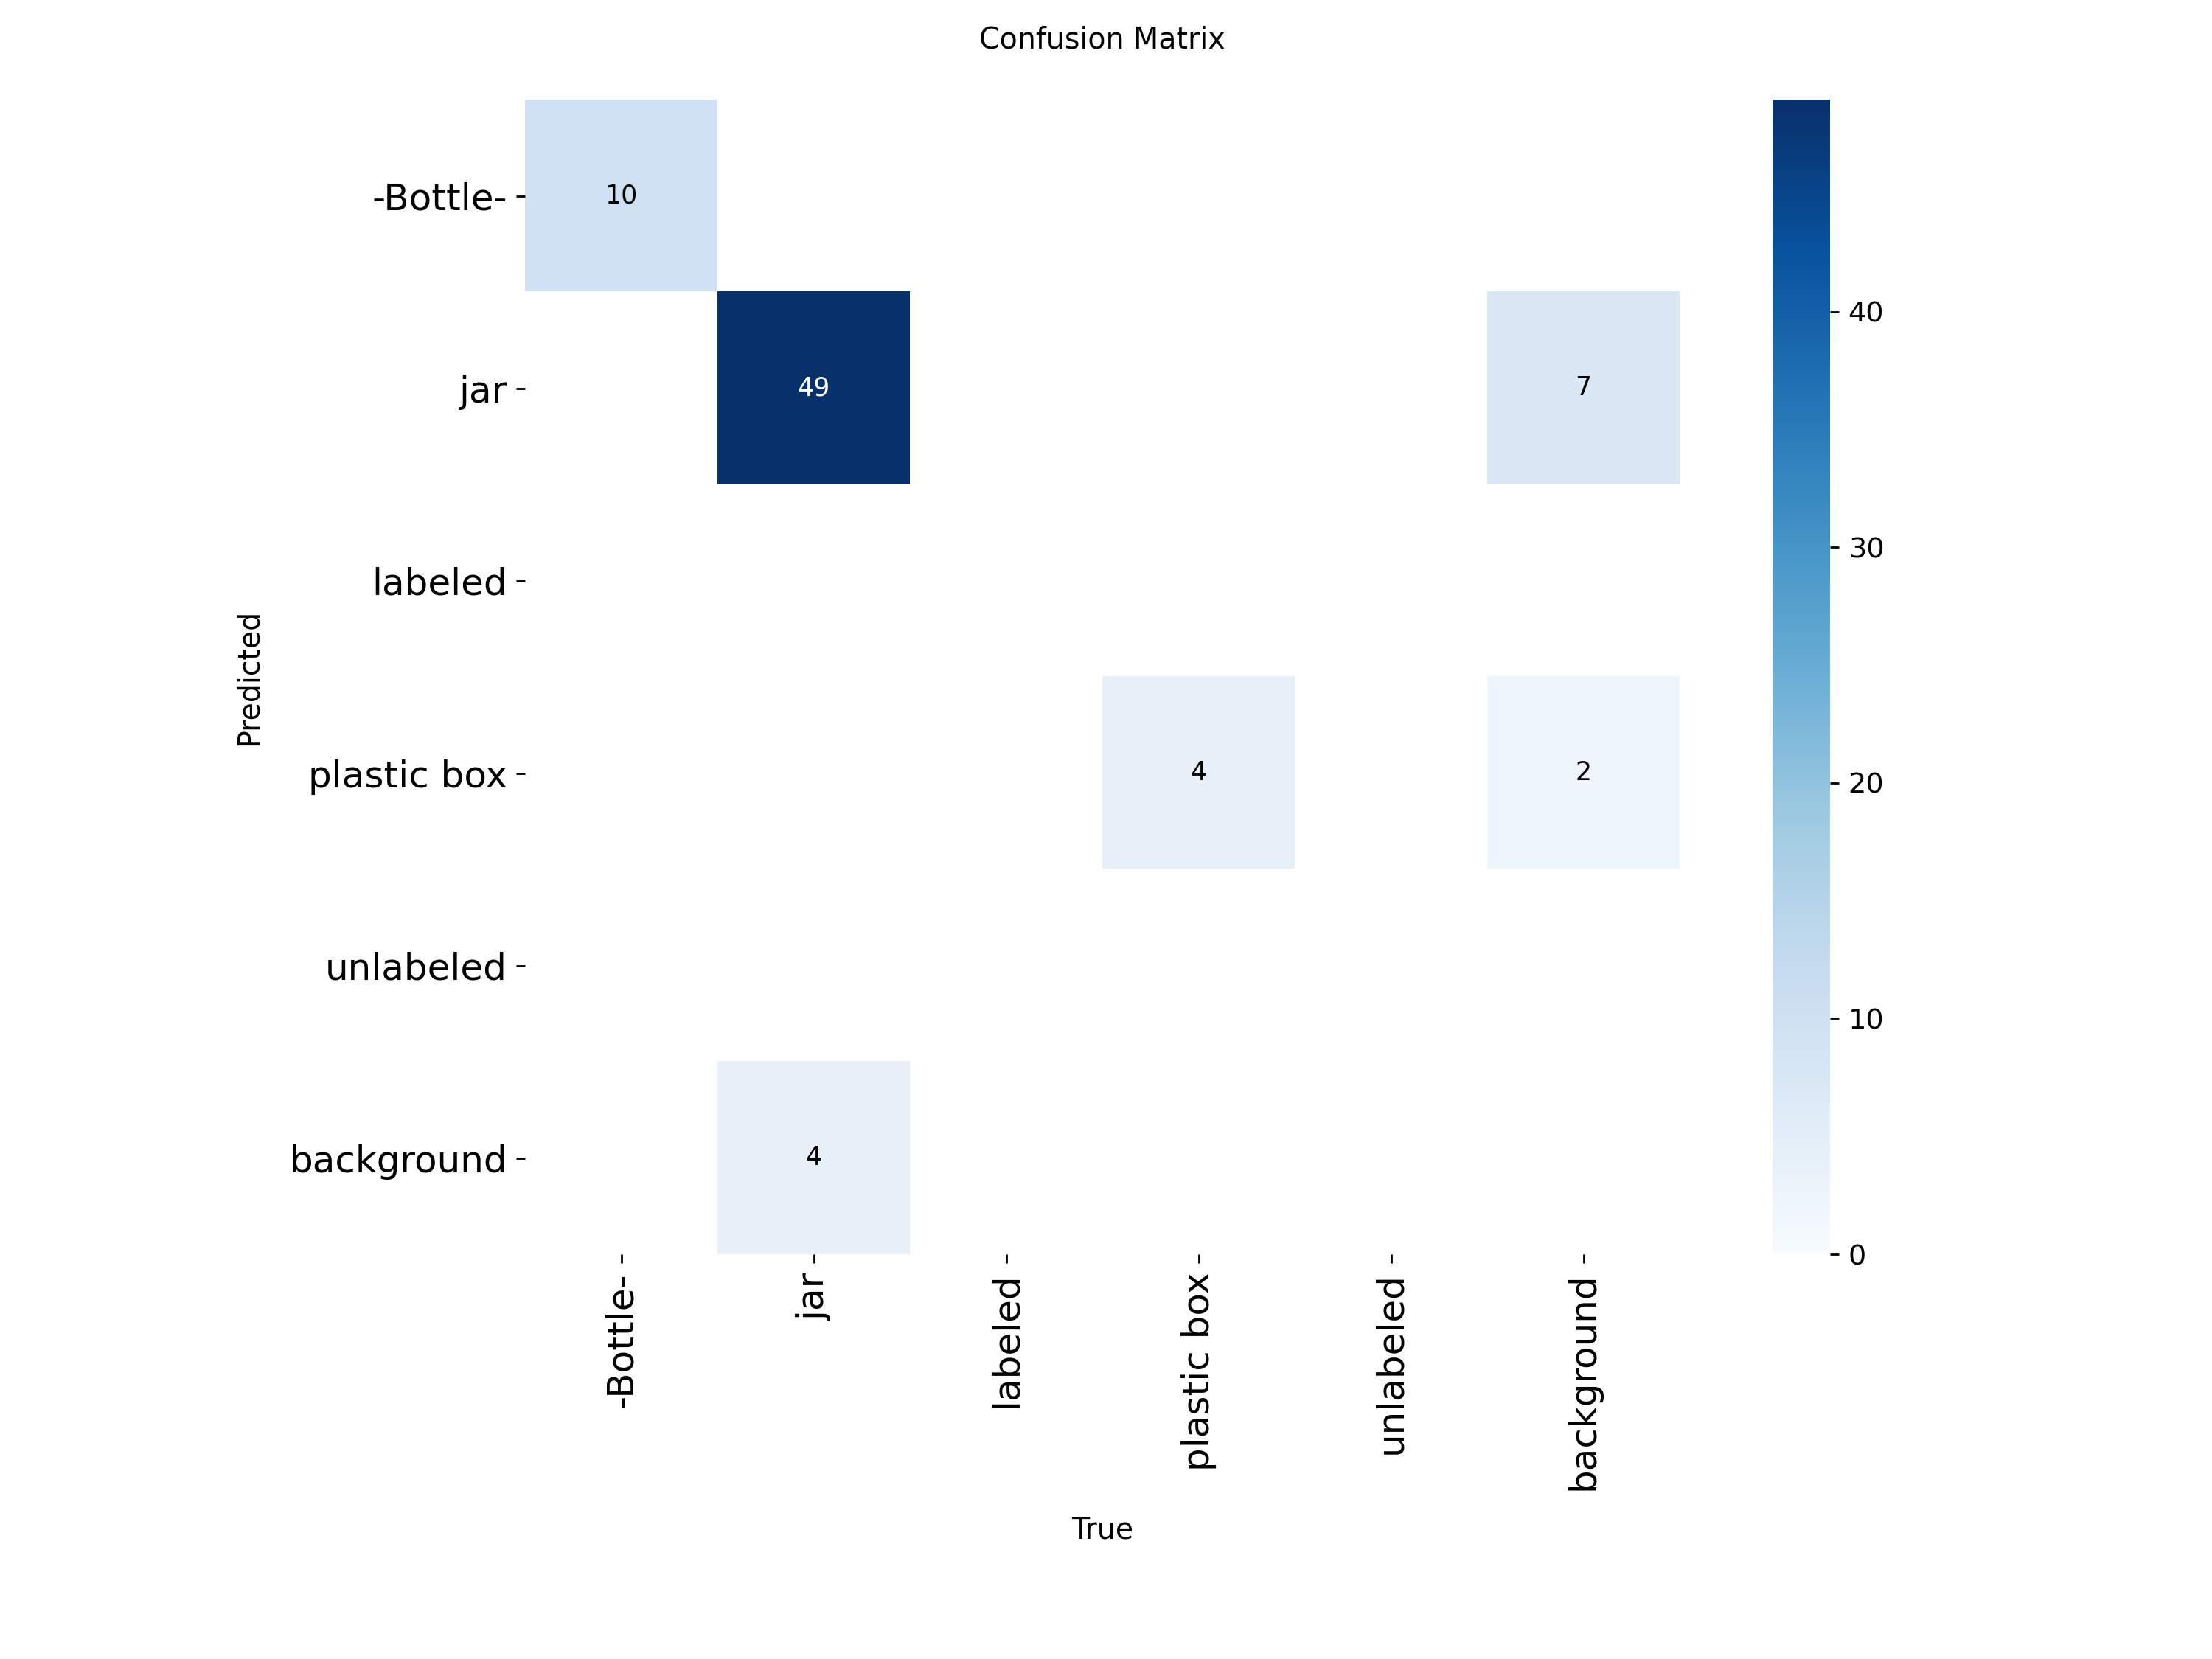 Confusion Matrix
-Bottle-
10
jar
49
7
40
labeled
30
Predicted
plastic box
4
2
20
unlabeled
10
background
4
0
-Bottle-
jar
labeled
plastic box
unlabeled
background
True